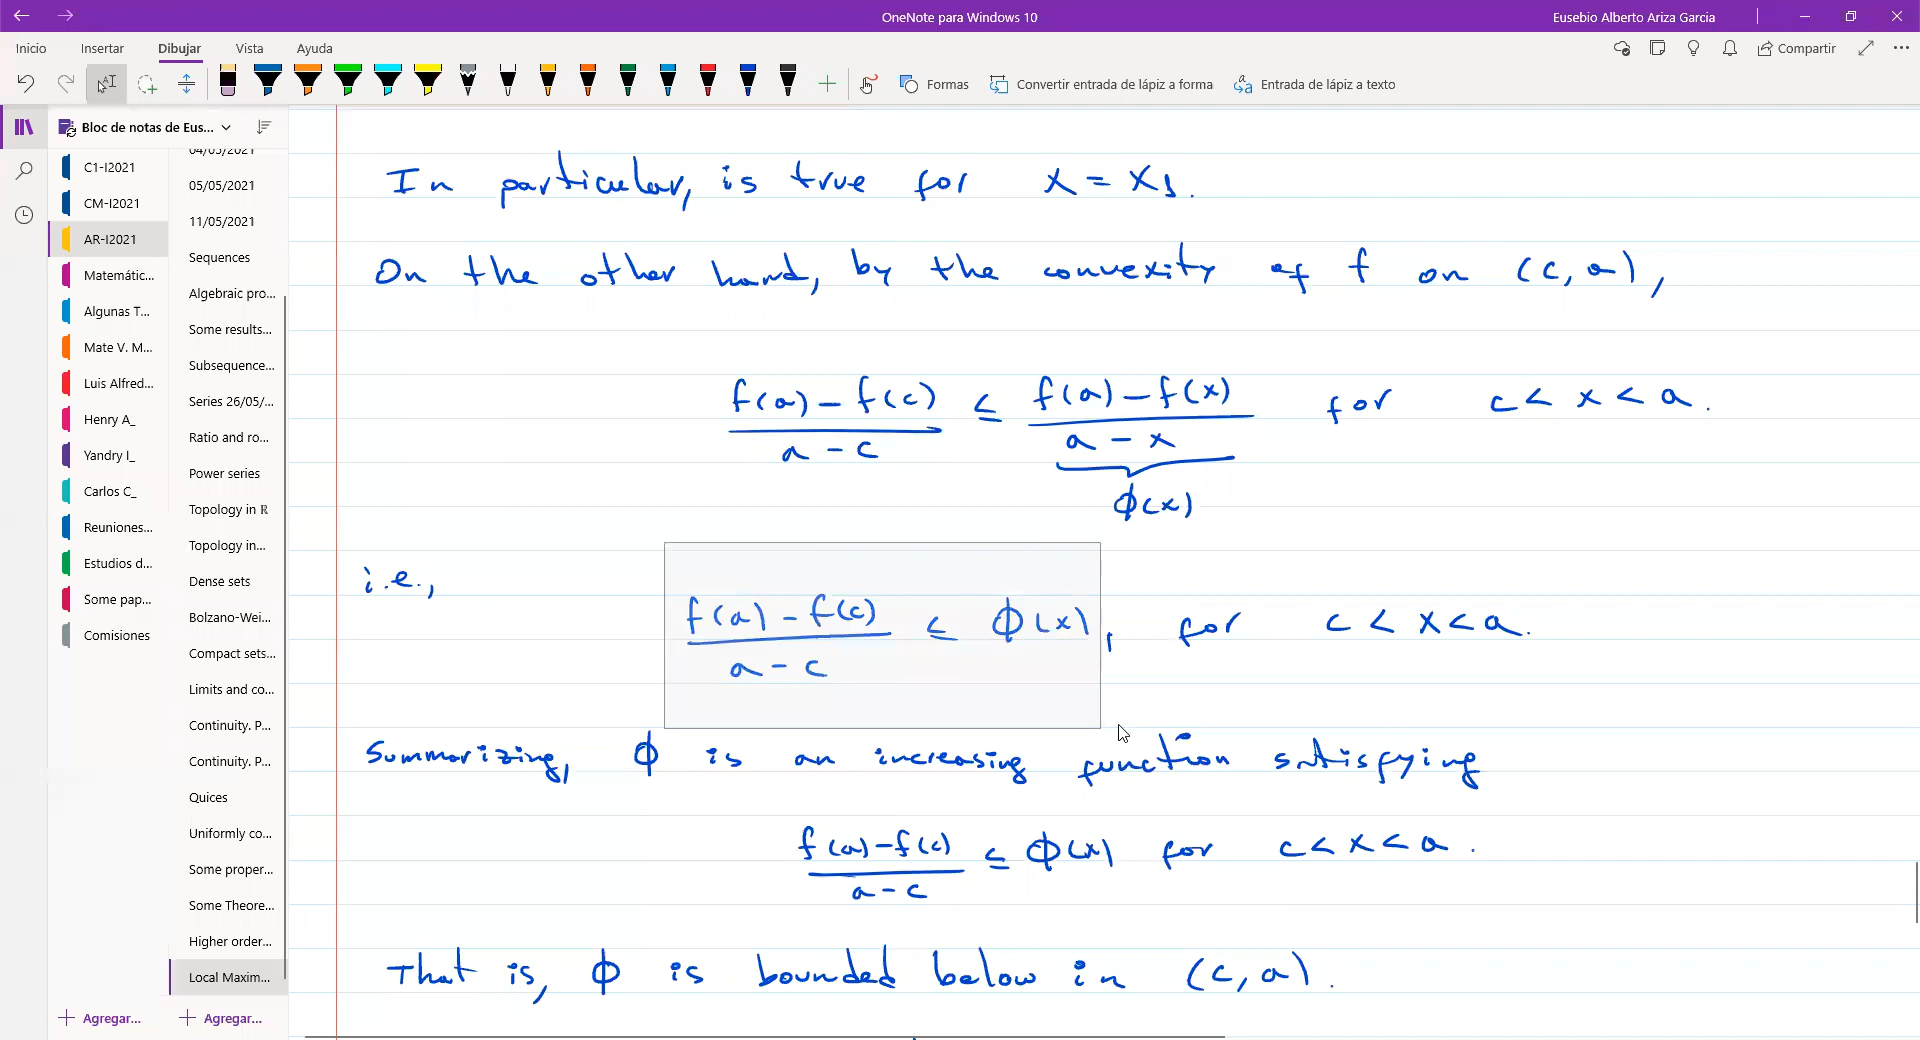 OneNote para Windows 10
Eusebio Alberto Ariza Garcia
Inicio
Insertar
Dibujar
Vista
Ayuda
Compartir
Formas
Convertir entrada de lápiz a forma
Entrada de lápiz a texto
Bloc de notas de Eus...
C1-I2021
CM-I2021
AR-I2021
Matemátic...
Algunas T...
Mate V. M...
Luis Alfred...
Henry A_
Yandry I_
Carlos C_
Reuniones...
Estudios d...
Some pap...
Comisiones
Agregar...
04/05/2021
05/05/2021
11/05/2021
Sequences
Algebraic pro...
Some results...
Subsequence...
Series 26/05/...
Ratio and ro...
Power series
Topology in ℝ
Topology in...
Dense sets
Bolzano-Wei...
Compact sets...
Limits and co...
Continuity. P...
Continuity. P...
Quices
Uniformly co...
Some proper...
Some Theore...
Higher order...
Local Maxim...
Agregar...
In particular, is true for x = x₁.
On the other hand, by the convexity of f on (c, a),
f(a) - f(c) / a - c ≤ f(a) - f(x) / a - x for c < x < a.
ϕ(x)
i.e.,
f(a) - f(c) / a - c ≤ ϕ(x), for c < x < a.
Summarizing, ϕ is an increasing function satisfying
f(a) - f(c) / a - c ≤ ϕ(x) for c < x < a.
That is, ϕ is bounded below in (c, a).